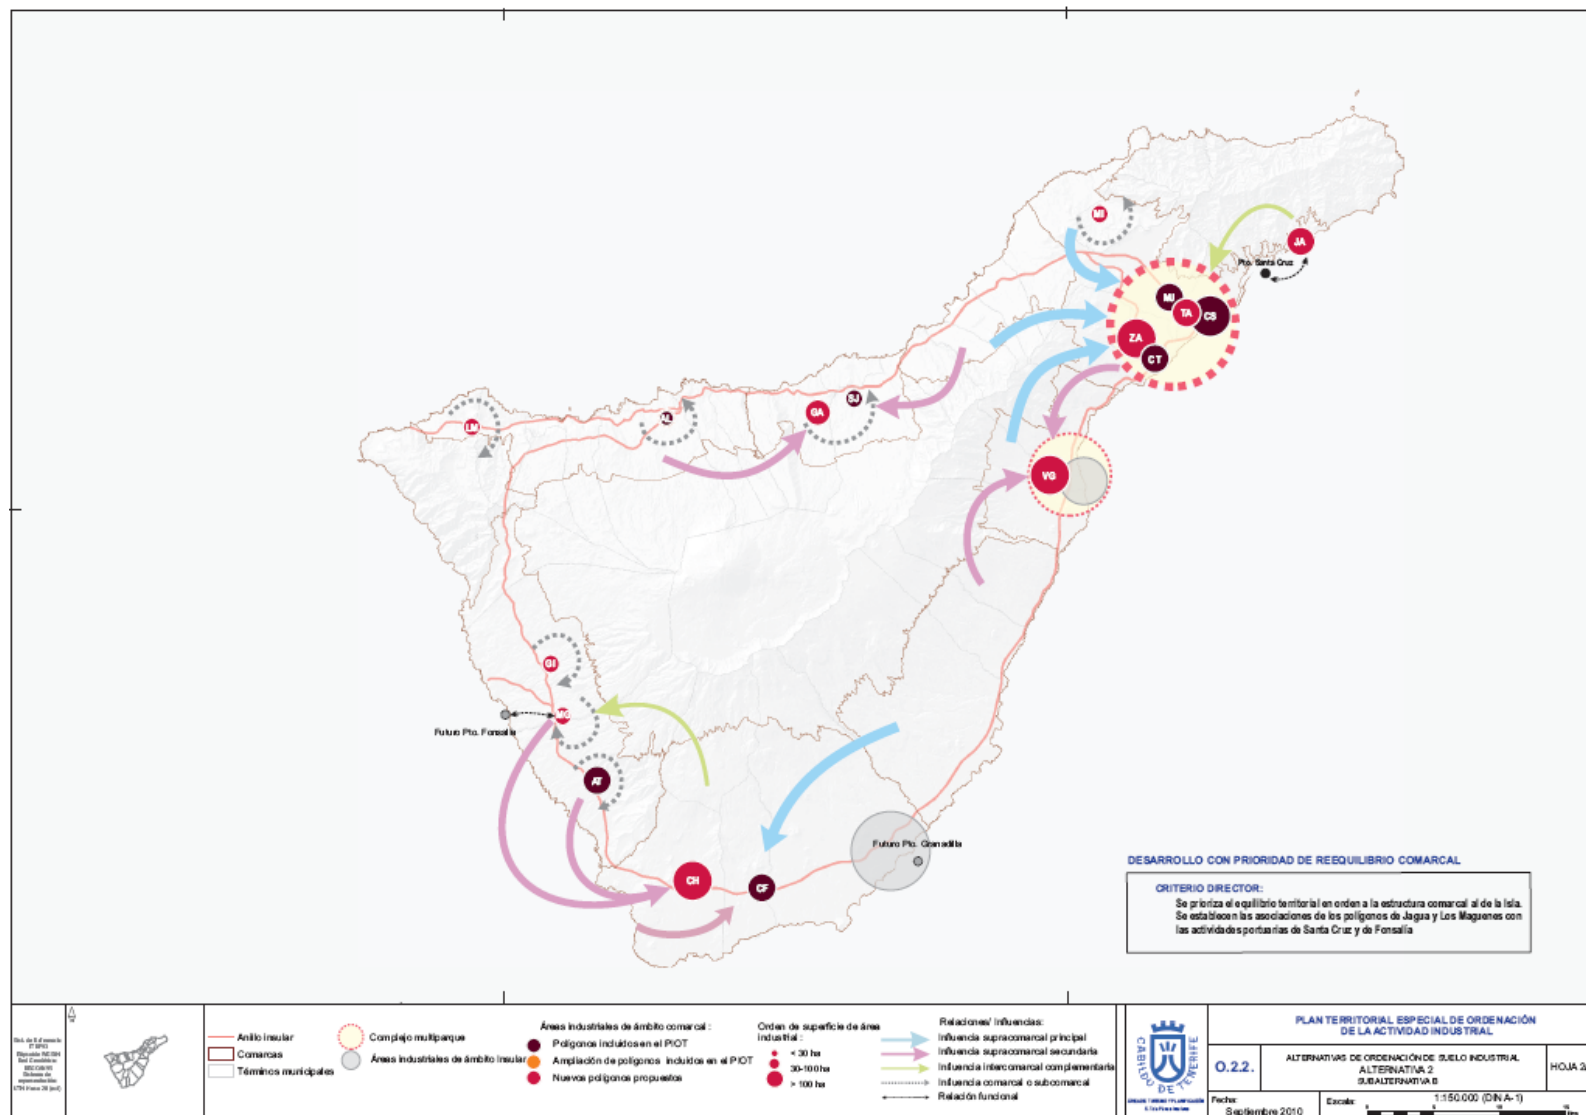 MI
JA
Pto. Santa Cruz
MJ
TA
CS
ZA
CT
SJ
GA
AL
LM
VG
GI
MO
Futuro Pto. Fonsalía
AT
Futuro Pto. Granadilla
CH
CF
DESARROLLO CON PRIORIDAD DE REEQUILIBRIO COMARCAL
CRITERIO DIRECTOR:
Se prioriza el equilibrio territorial en orden a la estructura comarcal al de la Isla.
Se establecen las asociaciones de los polígonos de Jagua y Los Maguenes con
las actividades portuarias de Santa Cruz y de Fonsalía
Anillo insular
Comarcas
Términos municipales
Complejo multiparque
Áreas industriales de ámbito insular
Áreas industriales de ámbito comarcal :
Polígonos incluidos en el PIOT
Ampliación de polígonos incluidos en el PIOT
Nuevos polígonos propuestos
Orden de superficie de área
industrial :
< 30 ha
30-100 ha
> 100 ha
Relaciones/ Influencias:
Influencia supracomarcal principal
Influencia supracomarcal secundaria
Influencia intercomarcal complementaria
Influencia comarcal o subcomarcal
Relación funcional
CABILDO DE TENERIFE
PLAN TERRITORIAL ESPECIAL DE ORDENACIÓN
DE LA ACTIVIDAD INDUSTRIAL
O.2.2.
ALTERNATIVAS DE ORDENACIÓN DE SUELO INDUSTRIAL
ALTERNATIVA 2
SUBALTERNATIVA B
HOJA 2
Fecha:
Septiembre 2010
Escala:
1:150.000 (DIN A-1)